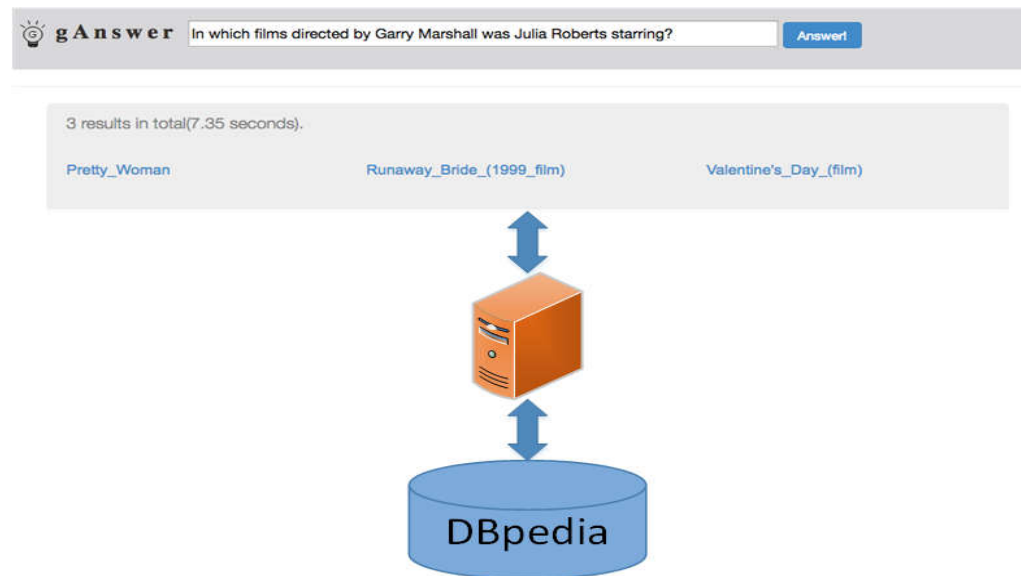 gAnswer In which films directed by Garry Marshall was Julia Roberts starring? Answer!
3 results in total(7.35 seconds).
Pretty_Woman Runaway_Bride_(1999_film) Valentine's_Day_(film)
DBpedia